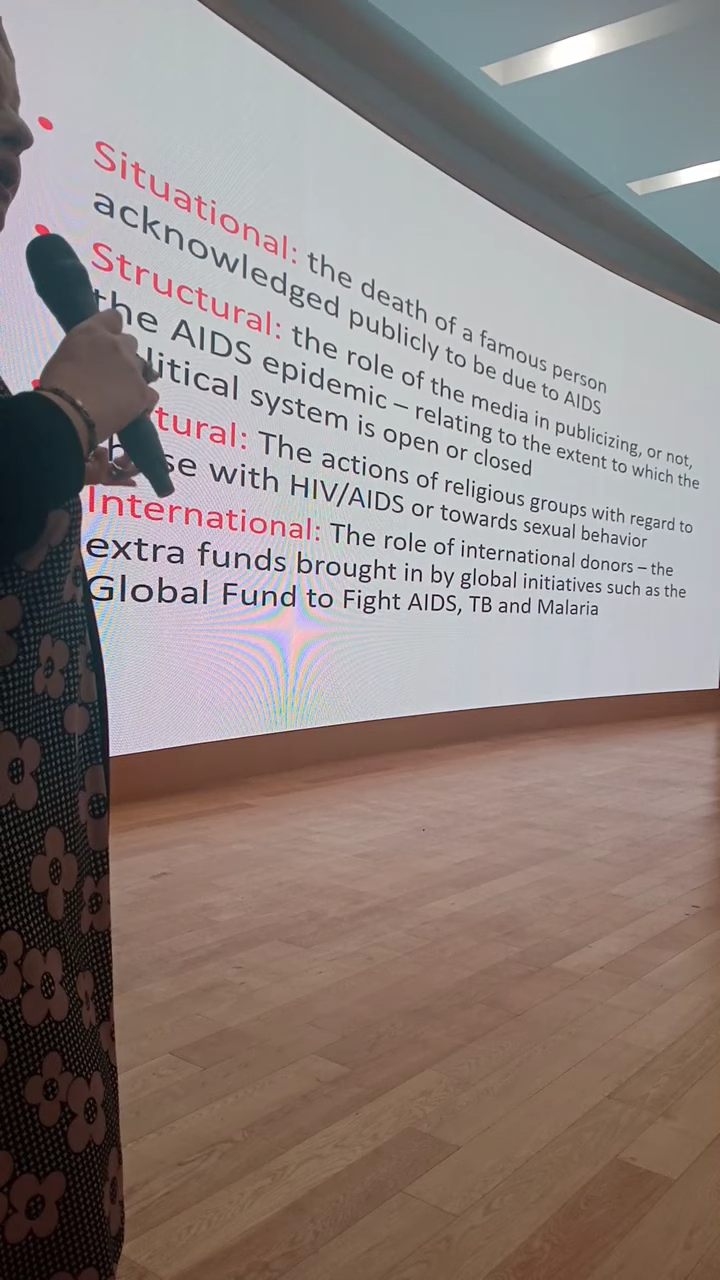 • Situational: the death of a famous person
acknowledged publicly to be due to AIDS
• Structural: the role of the media in publicizing, or not,
the AIDS epidemic – relating to the extent to which the
litical system is open or closed
tural: The actions of religious groups with regard to
se with HIV/AIDS or towards sexual behavior
International: The role of international donors – the
extra funds brought in by global initiatives such as the
Global Fund to Fight AIDS, TB and Malaria